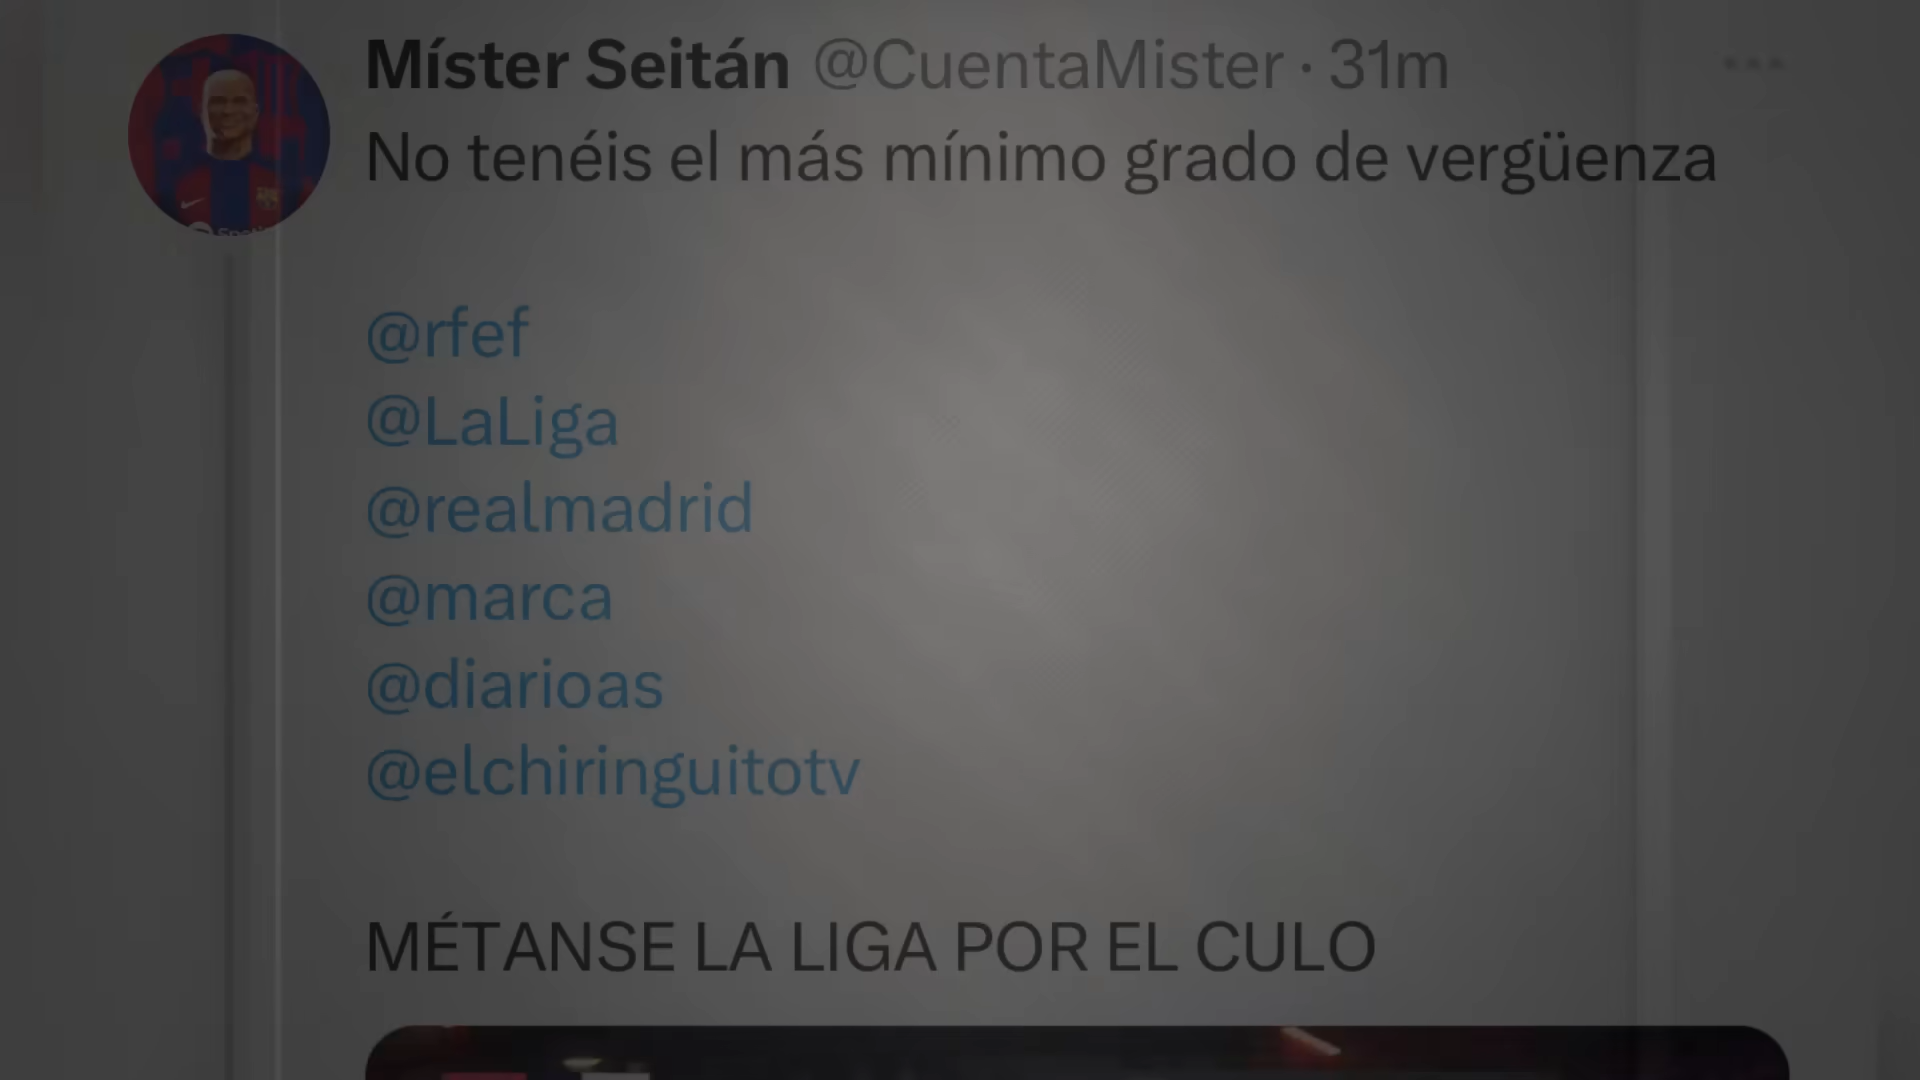 Míster Seitán @CuentaMister · 31m
No tenéis el más mínimo grado de vergüenza
@rfef
@LaLiga
@realmadrid
@marca
@diarioas
@elchiringuitotv
MÉTANSE LA LIGA POR EL CULO